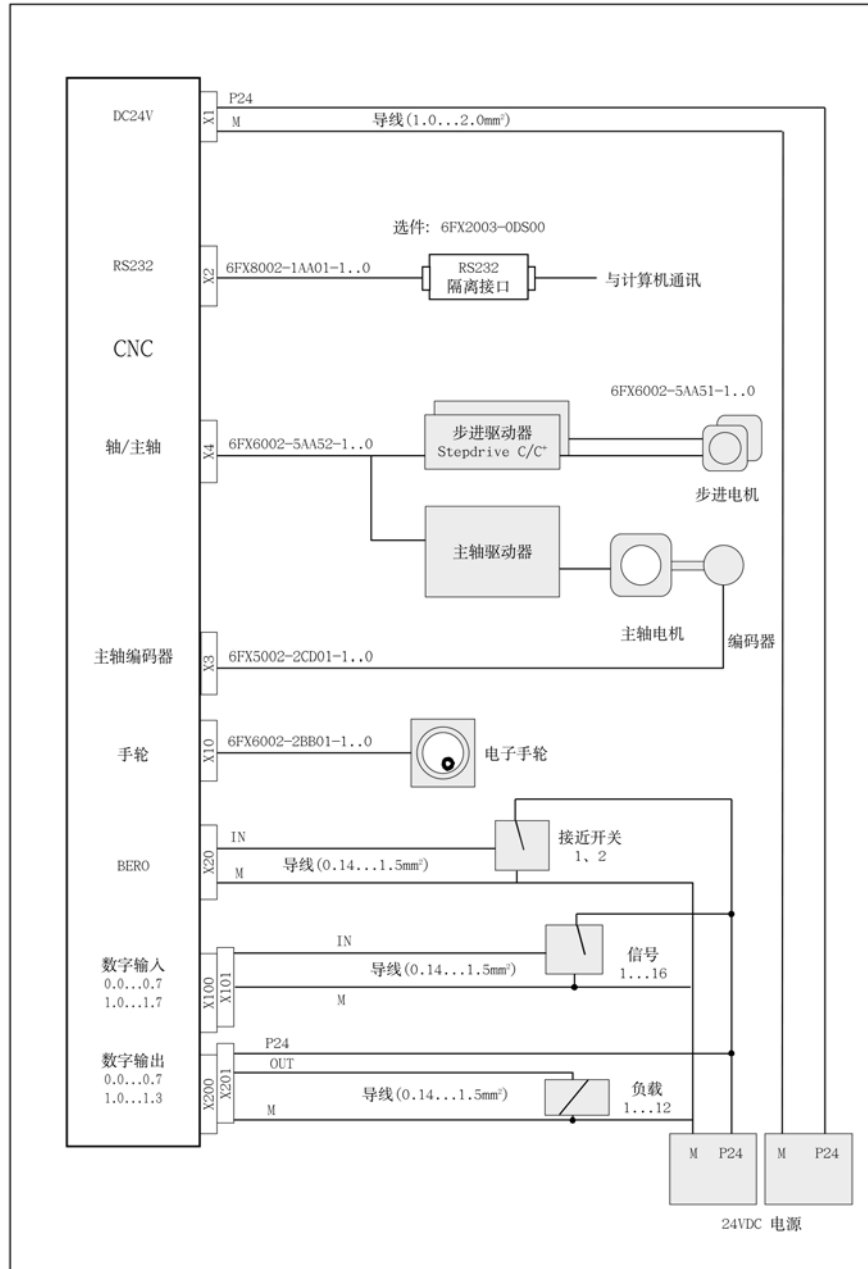 DC24V
X1
P24
M
导线(1.0...2.0mm²)
选件: 6FX2003-0DS00
RS232
X2
6FX8002-1AA01-1..0
RS232
隔离接口
与计算机通讯
CNC
6FX6002-5AA51-1..0
轴/主轴
X4
6FX6002-5AA52-1..0
步进驱动器
Stepdrive C/C⁺
步进电机
主轴驱动器
主轴电机
编码器
主轴编码器
X3
6FX5002-2CD01-1..0
手轮
X10
6FX6002-2BB01-1..0
电子手轮
BERO
X20
IN
导线(0.14...1.5mm²)
M
接近开关
1、2
数字输入
0.0...0.7
1.0...1.7
X100
X101
IN
导线(0.14...1.5mm²)
M
信号
1...16
数字输出
0.0...0.7
1.0...1.3
X200
X201
P24
OUT
导线(0.14...1.5mm²)
M
负载
1...12
M P24
M P24
24VDC 电源